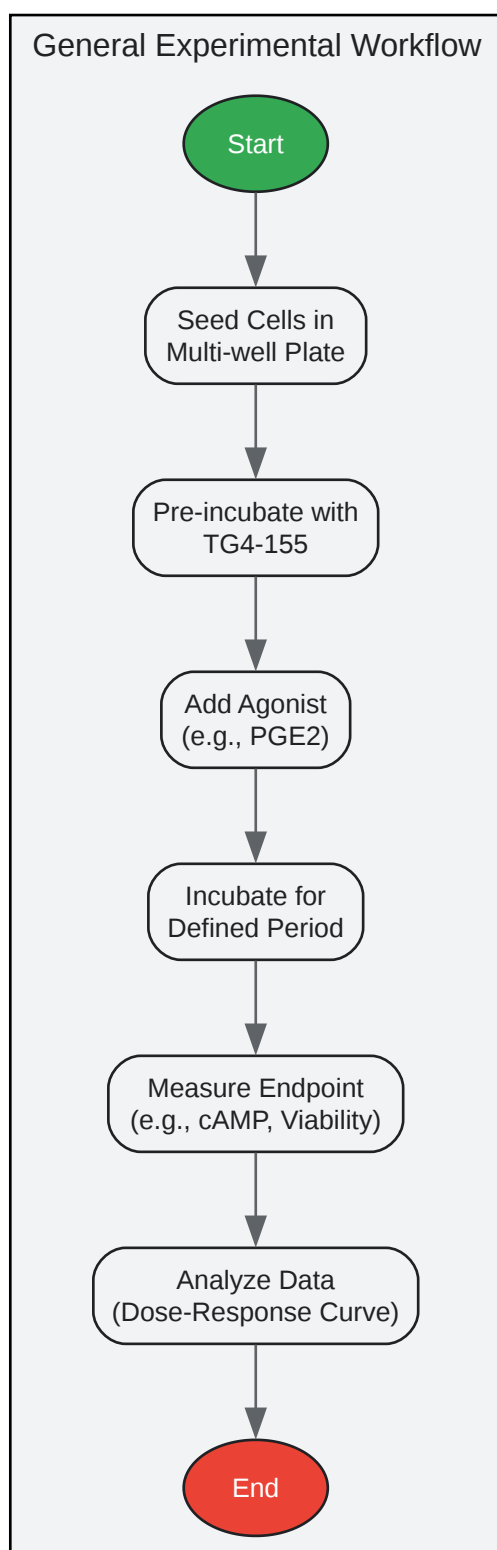 General Experimental Workflow
Start
Seed Cells in
Multi-well Plate
Pre-incubate with
TG4-155
Add Agonist
(e.g., PGE2)
Incubate for
Defined Period
Measure Endpoint
(e.g., cAMP, Viability)
Analyze Data
(Dose-Response Curve)
End